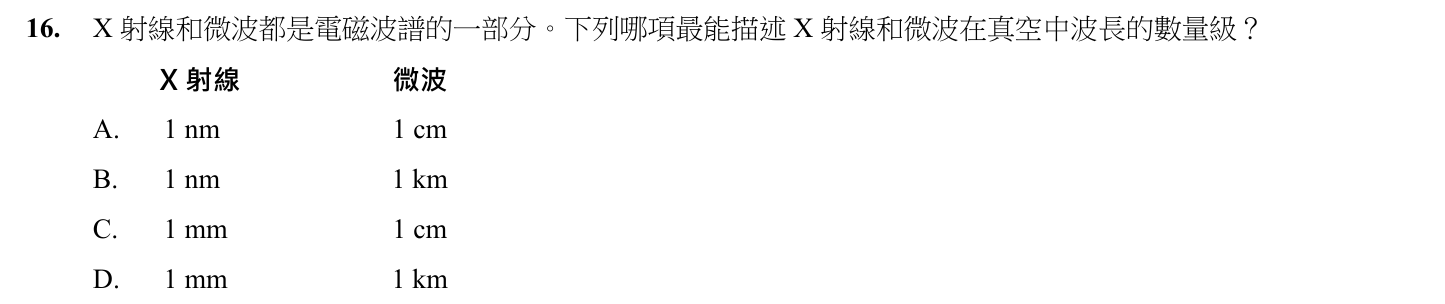 16. X 射線和微波都是電磁波譜的一部分。下列哪項最能描述 X 射線和微波在真空中波長的數量級？
X 射線 微波
A. 1 nm 1 cm
B. 1 nm 1 km
C. 1 mm 1 cm
D. 1 mm 1 km